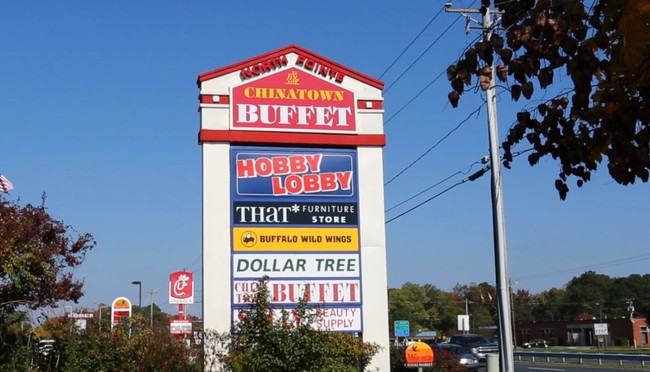 NORTH POINTE
CHINATOWN
BUFFET
HOBBY
LOBBY
THAT* FURNITURE
STORE
BUFFALO WILD WINGS
DOLLAR TREE
BUFFET
BEAUTY SUPPLY